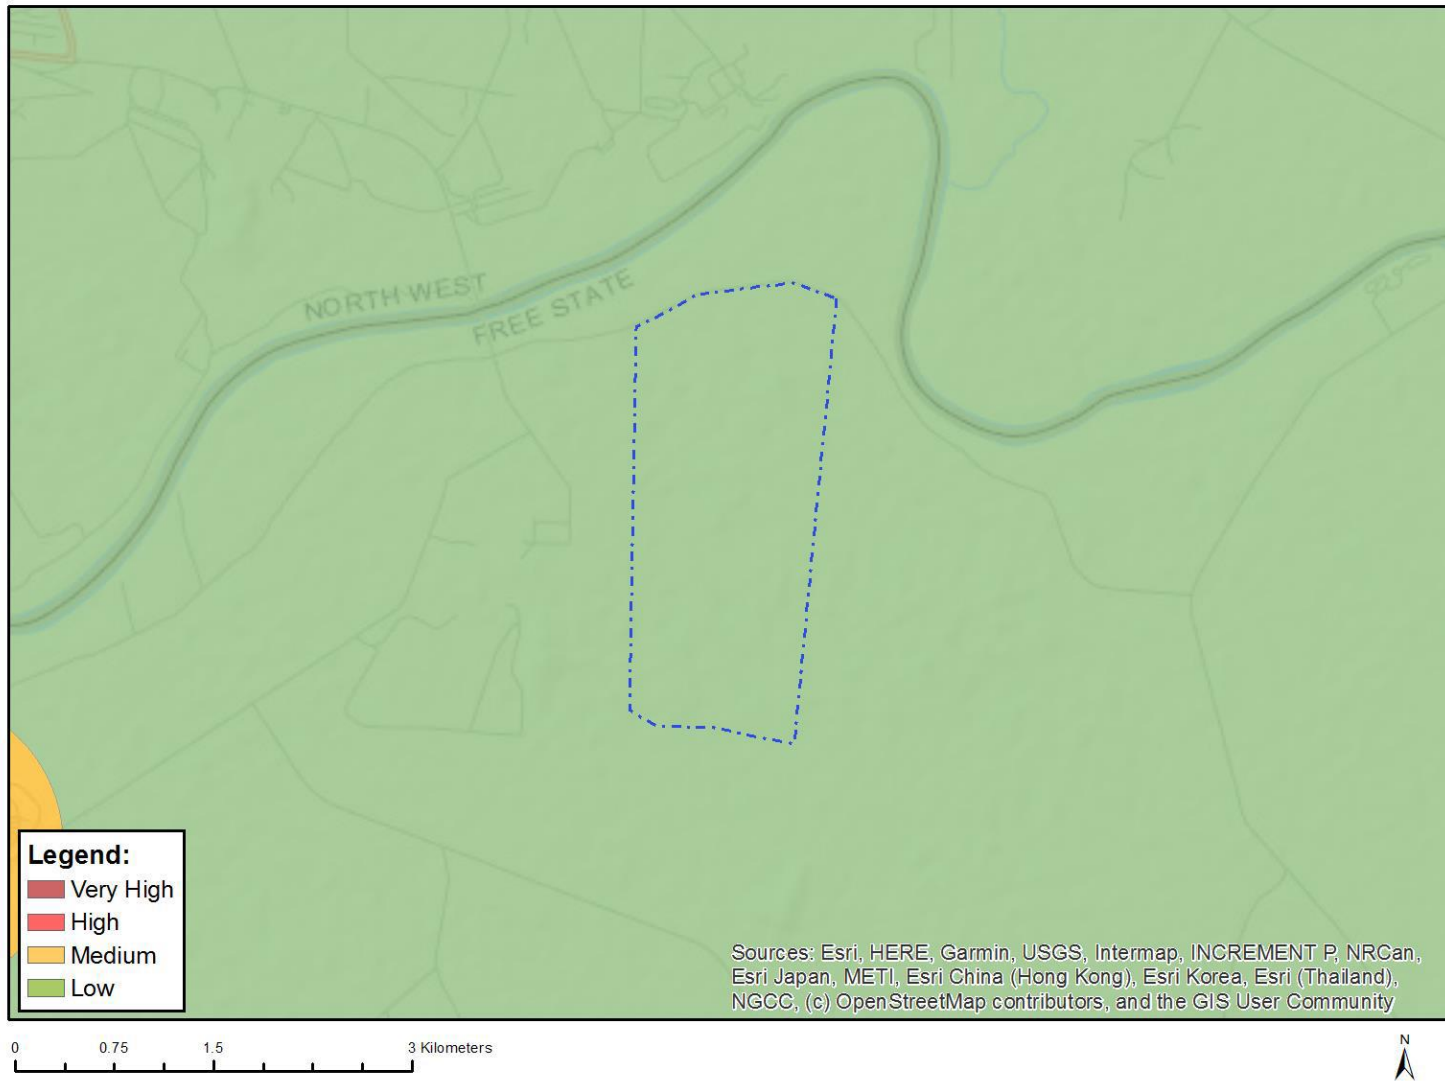 NORTH WEST
FREE STATE
Legend:
Very High
High
Medium
Low
Sources: Esri, HERE, Garmin, USGS, Intermap, INCREMENT P, NRCan,
Esri Japan, METI, Esri China (Hong Kong), Esri Korea, Esri (Thailand),
NGCC, (c) OpenStreetMap contributors, and the GIS User Community
0 0.75 1.5 3 Kilometers
N